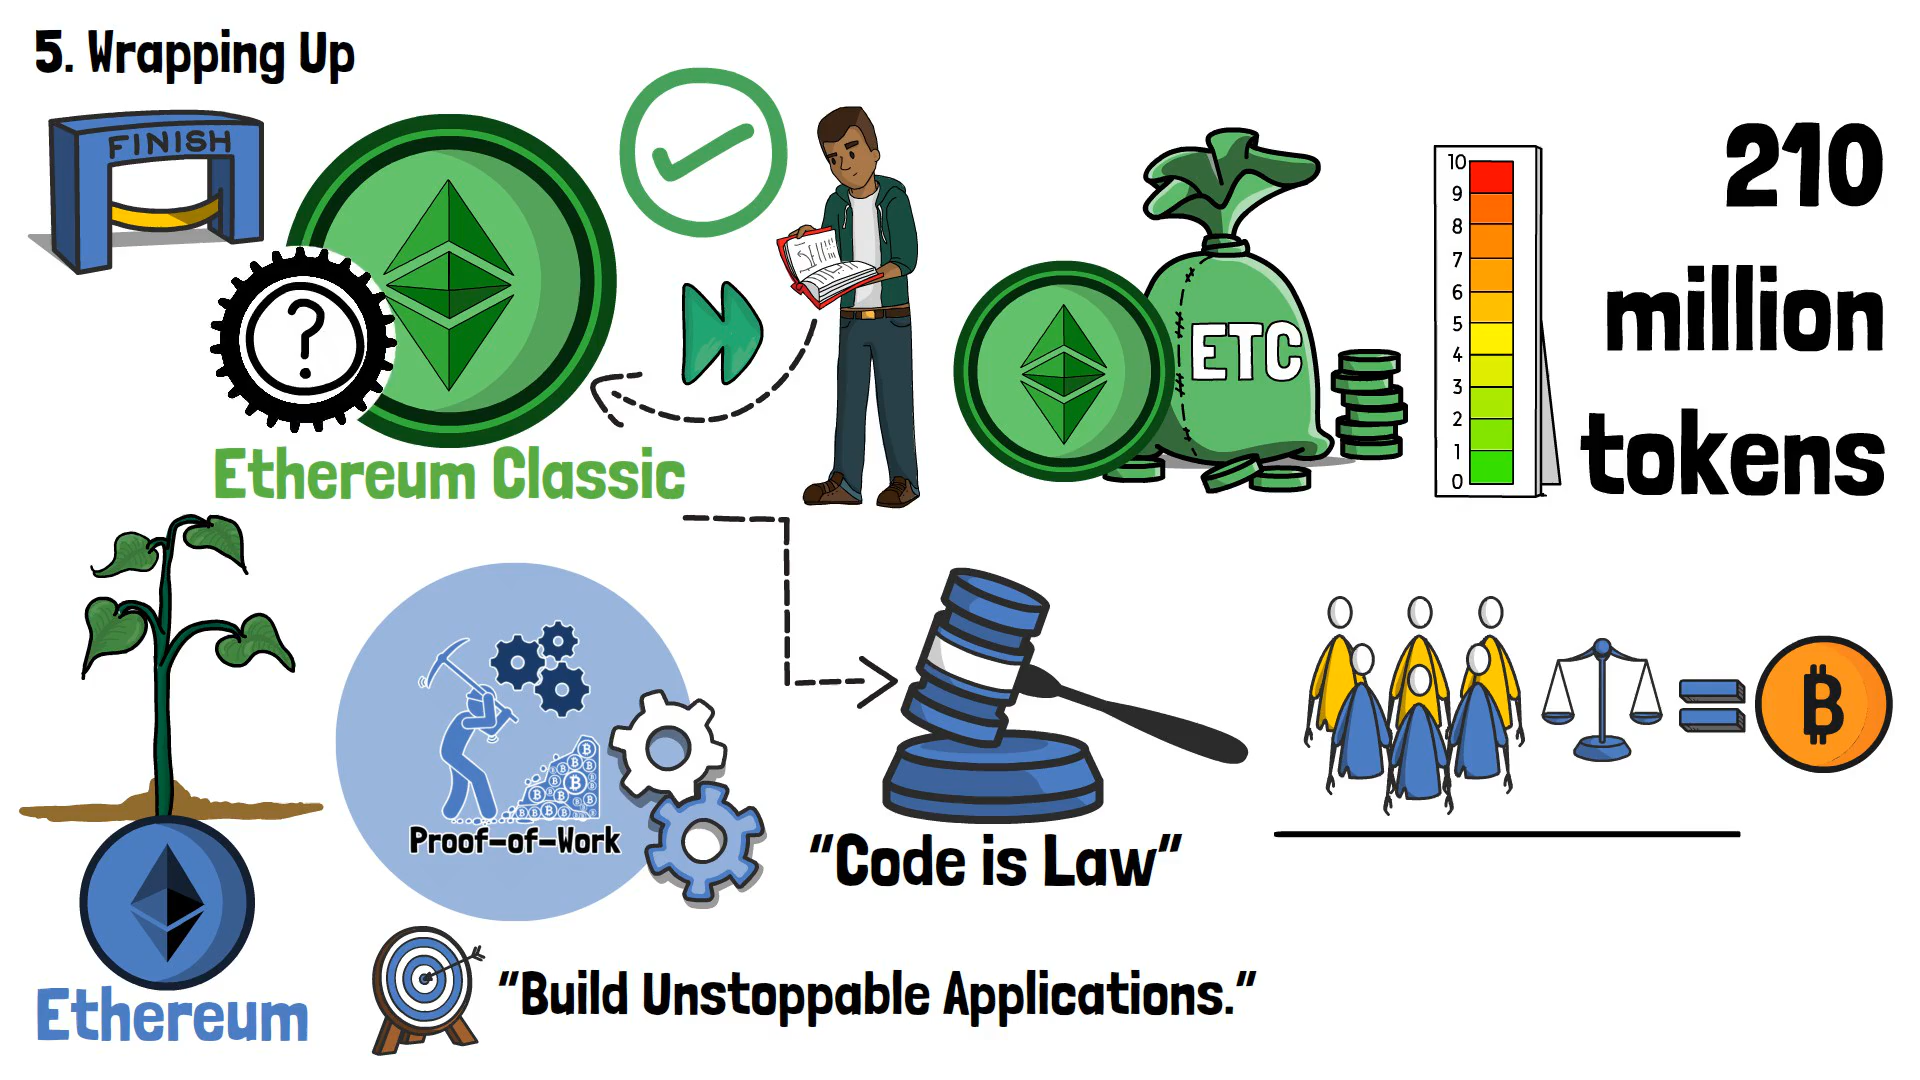 5. Wrapping Up
FINISH
?
Ethereum Classic
ETC
10
9
8
7
6
5
4
3
2
1
0
210
million
tokens
Proof-of-Work
"Code is Law"
Ethereum
"Build Unstoppable Applications."